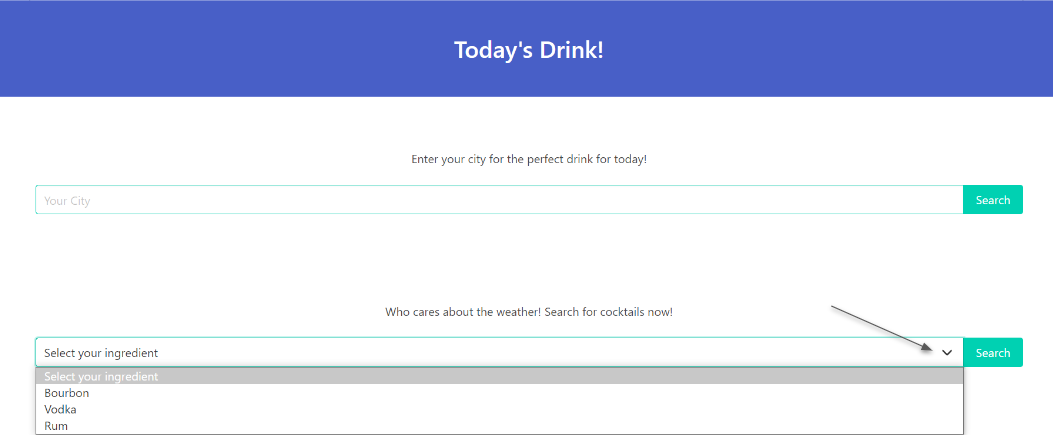 Today's Drink!
Enter your city for the perfect drink for today!
Your City
Search
Who cares about the weather! Search for cocktails now!
Select your ingredient
Search
Select your ingredient
Bourbon
Vodka
Rum